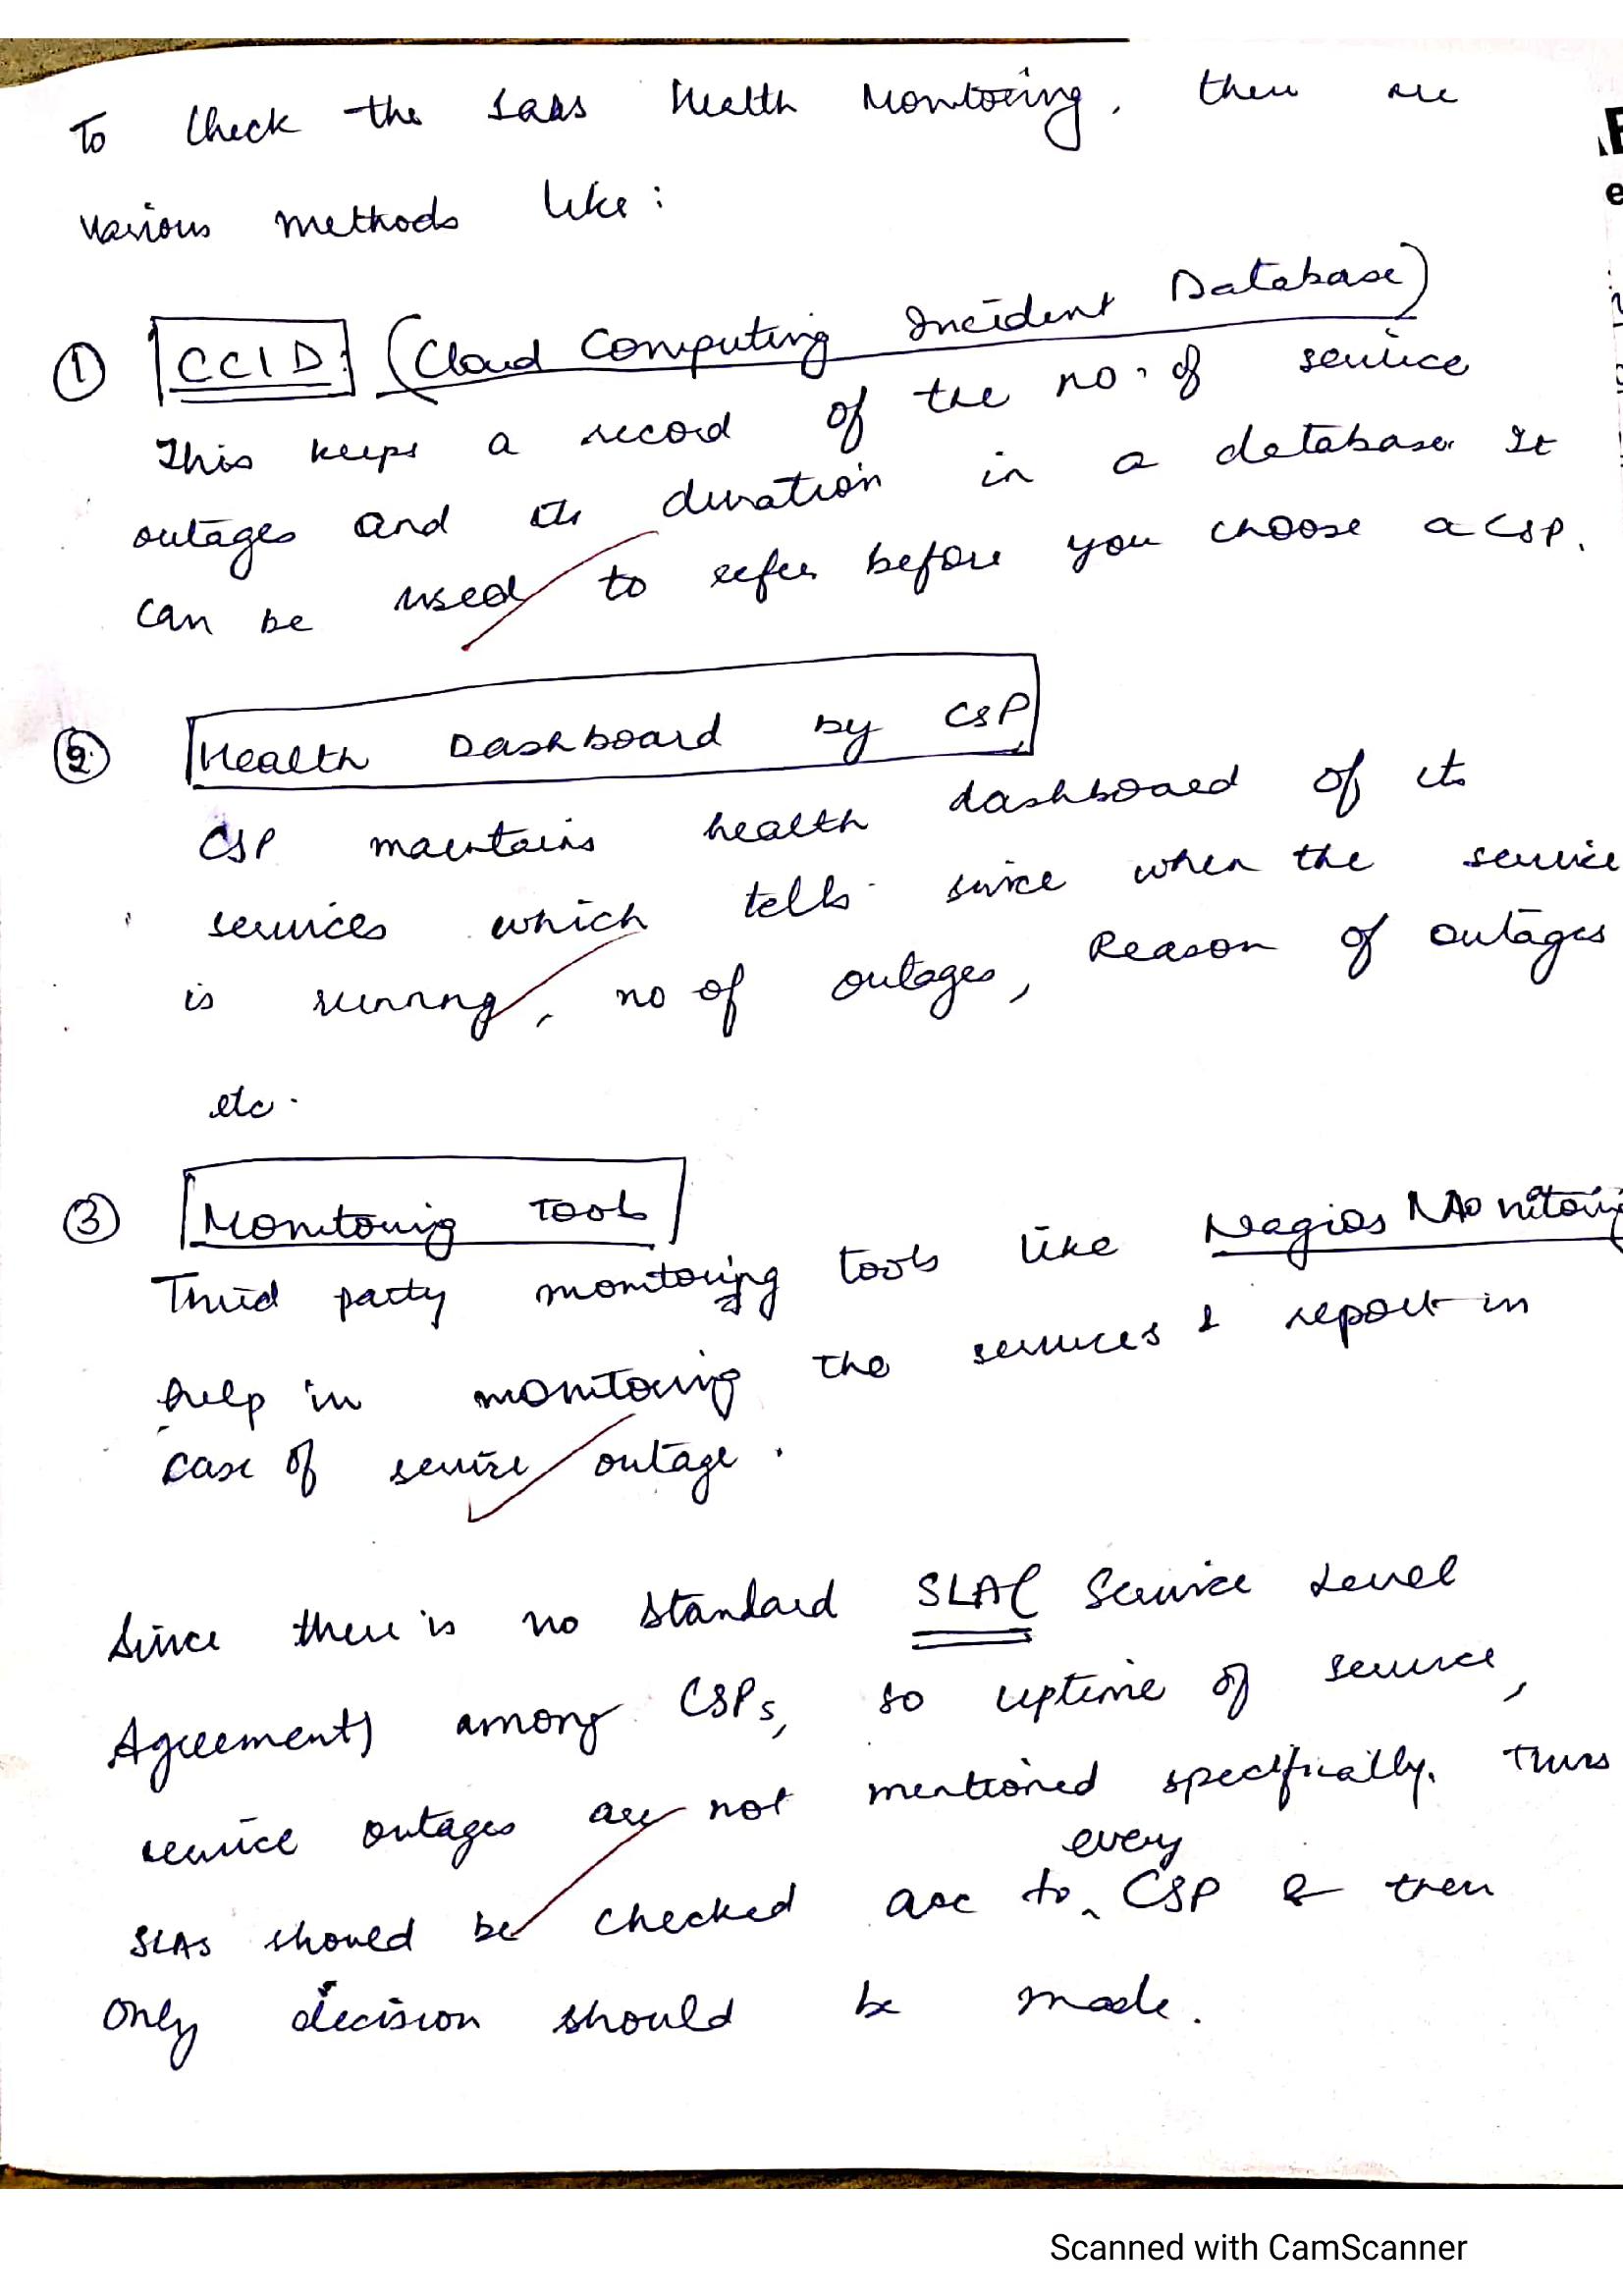 To Check the SaaS Health Monitoring, there are
various methods like:
① CCID: (Cloud Computing Incident Database)
This keeps a record of the no. of service
outages and its duration in a database. It
can be used to refer before you choose a CSP.
② Health Dashboard by CSP
CSP maintains health dashboard of its
services which tells since when the service
is running, no of outages, Reason of outages
etc.
③ Monitoring Tools
Third party monitoring tools like Nagios Monitoring
help in monitoring the services & report in
case of service outage.
Since there is no standard SLA( Service Level
Agreement) among CSPs, so uptime of service,
service outages are not mentioned specifically. Thus
every
SLAs should be checked acc to CSP & then
only decision should be made.
Scanned with CamScanner